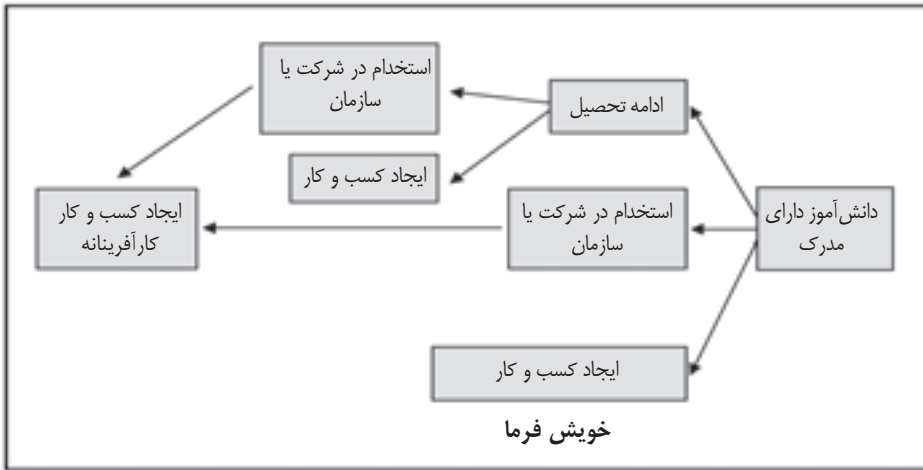 استخدام در شرکت یا
سازمان
ادامه تحصیل
ایجاد کسب و کار
دانش‌آموز دارای
مدرک
استخدام در شرکت یا
سازمان
ایجاد کسب و کار
کارآفرینانه
ایجاد کسب و کار
خویش فرما